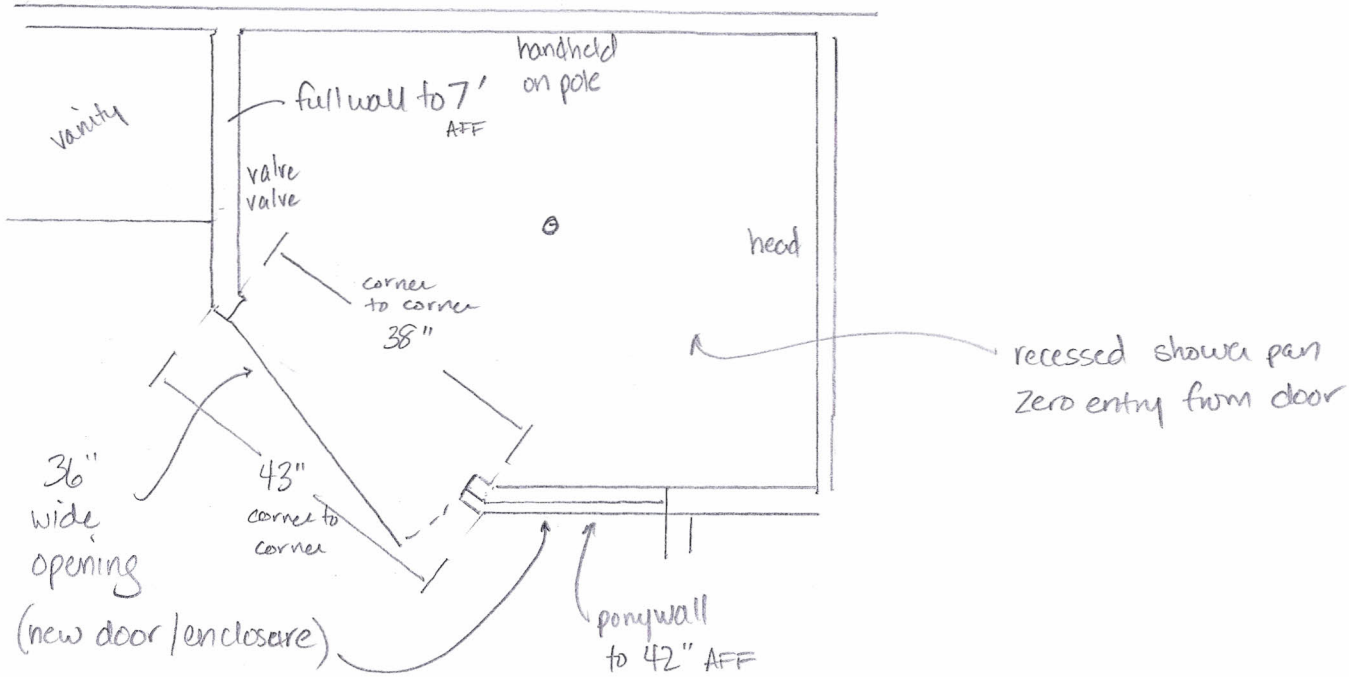 handheld
on pole
full wall to 7'
AFF
vanity
valve
valve
head
corner
to corner
38"
recessed shower pan
zero entry from door
36"
wide
opening
(new door/enclosure)
43"
corner to
corner
ponywall
to 42" AFF